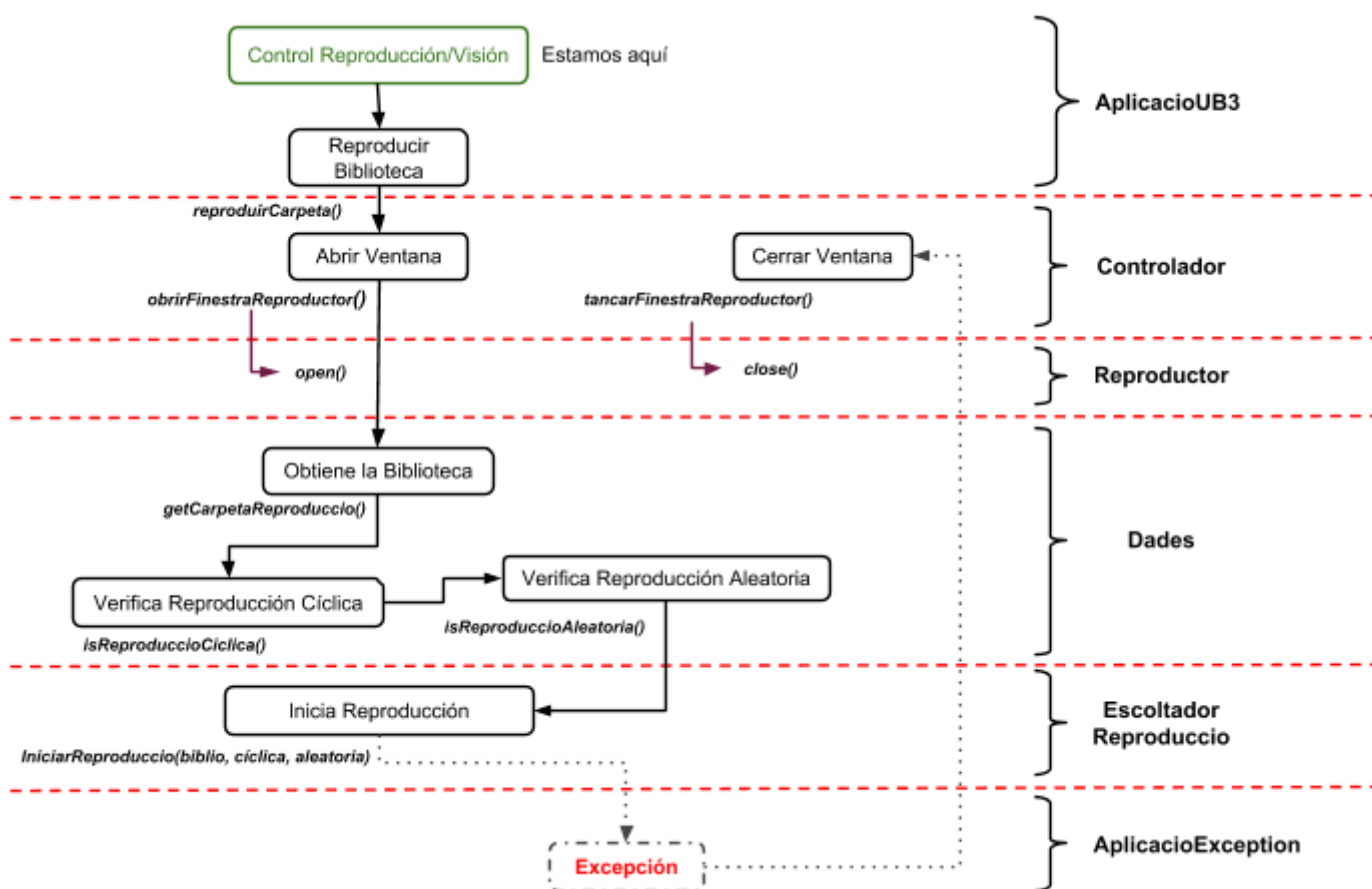 Control Reproducción/Visión
Estamos aquí
AplicacioUB3
Reproducir
Biblioteca
reproduirCarpeta()
Abrir Ventana
Cerrar Ventana
Controlador
obrirFinestraReproductor()
tancarFinestraReproductor()
open()
close()
Reproductor
Obtiene la Biblioteca
getCarpetaReproduccio()
Dades
Verifica Reproducción Aleatoria
Verifica Reproducción Cíclica
isReproduccioAleatoria()
isReproduccioCiclica()
Inicia Reproducción
Escoltador
Reproduccio
IniciarReproduccio(biblio, cíclica, aleatoria)
Excepción
AplicacioException